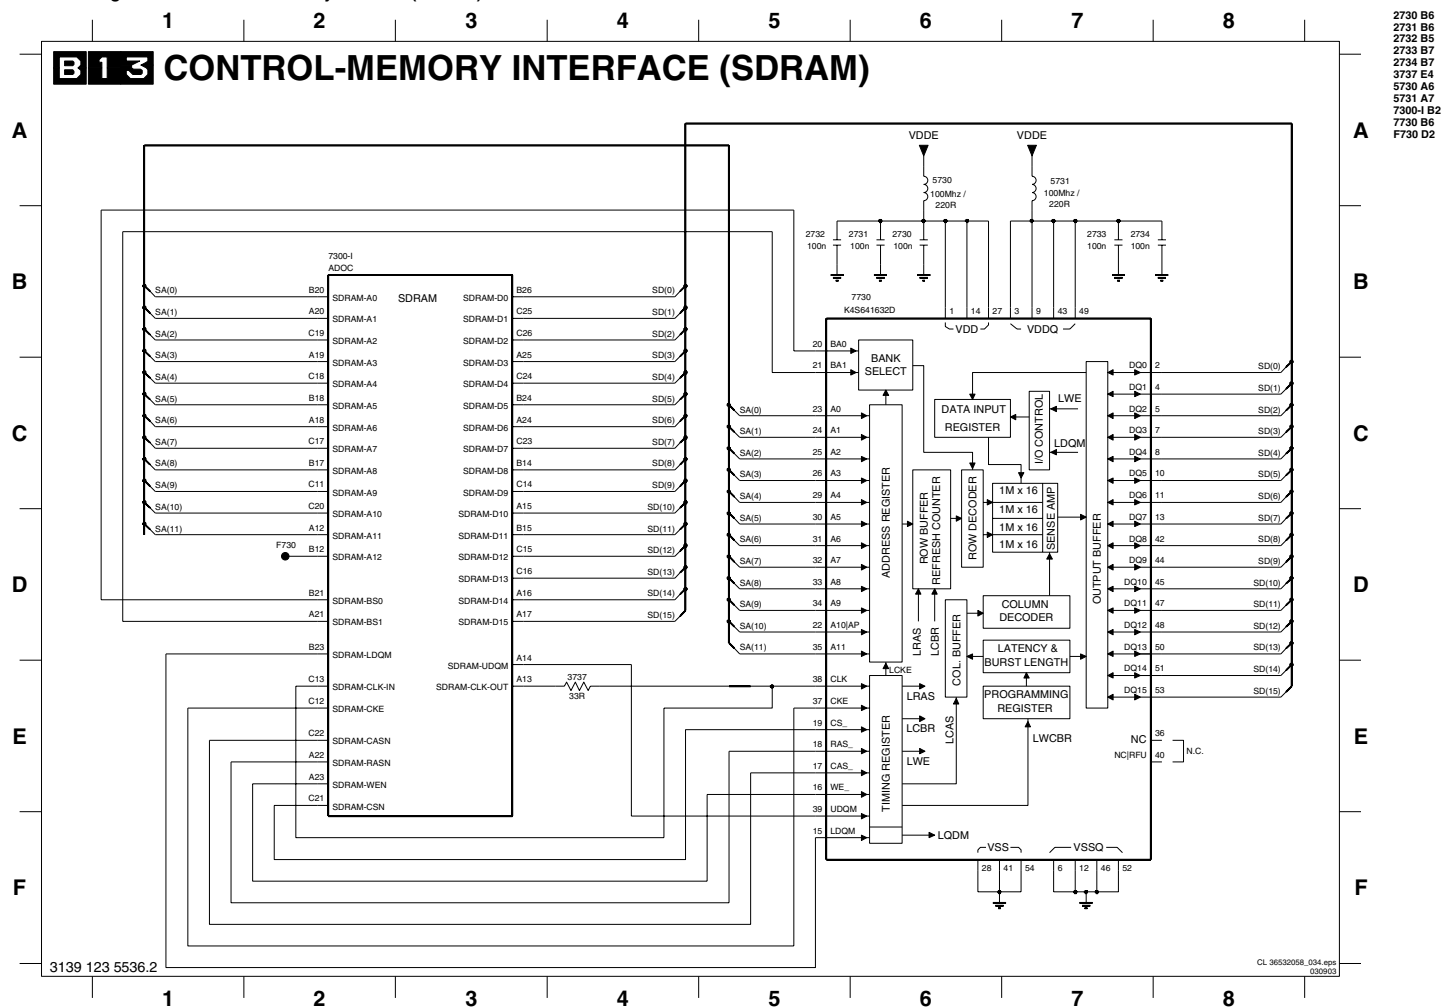 1 2 3 4 5 6 7 8
2730 B6
2731 B6
2732 B5
2733 B7
2734 B7
3737 E4
5730 A6
5731 A7
7300-I B2
7730 B6
F730 D2
B13 CONTROL-MEMORY INTERFACE (SDRAM)
A
B
C
D
E
F
A
B
C
D
E
F
7300-I
ADOC
SDRAM
SA(0) B20 SDRAM-A0
SA(1) A20 SDRAM-A1
SA(2) C19 SDRAM-A2
SA(3) A19 SDRAM-A3
SA(4) C18 SDRAM-A4
SA(5) B18 SDRAM-A5
SA(6) A18 SDRAM-A6
SA(7) C17 SDRAM-A7
SA(8) B17 SDRAM-A8
SA(9) C11 SDRAM-A9
SA(10) C20 SDRAM-A10
SA(11) A12 SDRAM-A11
F730 B12 SDRAM-A12
B21 SDRAM-BS0
A21 SDRAM-BS1
B23 SDRAM-LDQM
C13 SDRAM-CLK-IN
C12 SDRAM-CKE
C22 SDRAM-CASN
A22 SDRAM-RASN
A23 SDRAM-WEN
C21 SDRAM-CSN
SDRAM-D0 B26 SD(0)
SDRAM-D1 C25 SD(1)
SDRAM-D2 C26 SD(2)
SDRAM-D3 A25 SD(3)
SDRAM-D4 C24 SD(4)
SDRAM-D5 B24 SD(5)
SDRAM-D6 A24 SD(6)
SDRAM-D7 C23 SD(7)
SDRAM-D8 B14 SD(8)
SDRAM-D9 C14 SD(9)
SDRAM-D10 A15 SD(10)
SDRAM-D11 B15 SD(11)
SDRAM-D12 C15 SD(12)
SDRAM-D13 C16 SD(13)
SDRAM-D14 A16 SD(14)
SDRAM-D15 A17 SD(15)
SDRAM-UDQM A14
SDRAM-CLK-OUT A13
3737
33R
VDDE VDDE
5730
100Mhz /
220R
5731
100Mhz /
220R
2732
100n
2731
100n
2730
100n
2733
100n
2734
100n
7730
K4S641632D
1 14 27 3 9 43 49
VDD VDDQ
20 BA0
21 BA1
SA(0) 23 A0
SA(1) 24 A1
SA(2) 25 A2
SA(3) 26 A3
SA(4) 29 A4
SA(5) 30 A5
SA(6) 31 A6
SA(7) 32 A7
SA(8) 33 A8
SA(9) 34 A9
SA(10) 22 A10|AP
SA(11) 35 A11
38 CLK
37 CKE
19 CS_
18 RAS_
17 CAS_
16 WE_
39 UDQM
15 LDQM
BANK
SELECT
ADDRESS REGISTER
ROW BUFFER
REFRESH COUNTER
ROW DECODER
DATA INPUT
REGISTER
I/O CONTROL
LWE
LDQM
1M x 16
1M x 16
1M x 16
1M x 16
SENSE AMP
OUTPUT BUFFER
LRAS
LCBR
COL. BUFFER
COLUMN
DECODER
LATENCY &
BURST LENGTH
PROGRAMMING
REGISTER
LCKE
TIMING REGISTER
LRAS
LCBR
LWE
LCAS
LWCBR
LQDM
DQ0 2 SD(0)
DQ1 4 SD(1)
DQ2 5 SD(2)
DQ3 7 SD(3)
DQ4 8 SD(4)
DQ5 10 SD(5)
DQ6 11 SD(6)
DQ7 13 SD(7)
DQ8 42 SD(8)
DQ9 44 SD(9)
DQ10 45 SD(10)
DQ11 47 SD(11)
DQ12 48 SD(12)
DQ13 50 SD(13)
DQ14 51 SD(14)
DQ15 53 SD(15)
NC 36
NC|RFU 40
N.C.
VSS VSSQ
28 41 54 6 12 46 52
3139 123 5536.2
CL 36532058_034.eps
030903
1 2 3 4 5 6 7 8